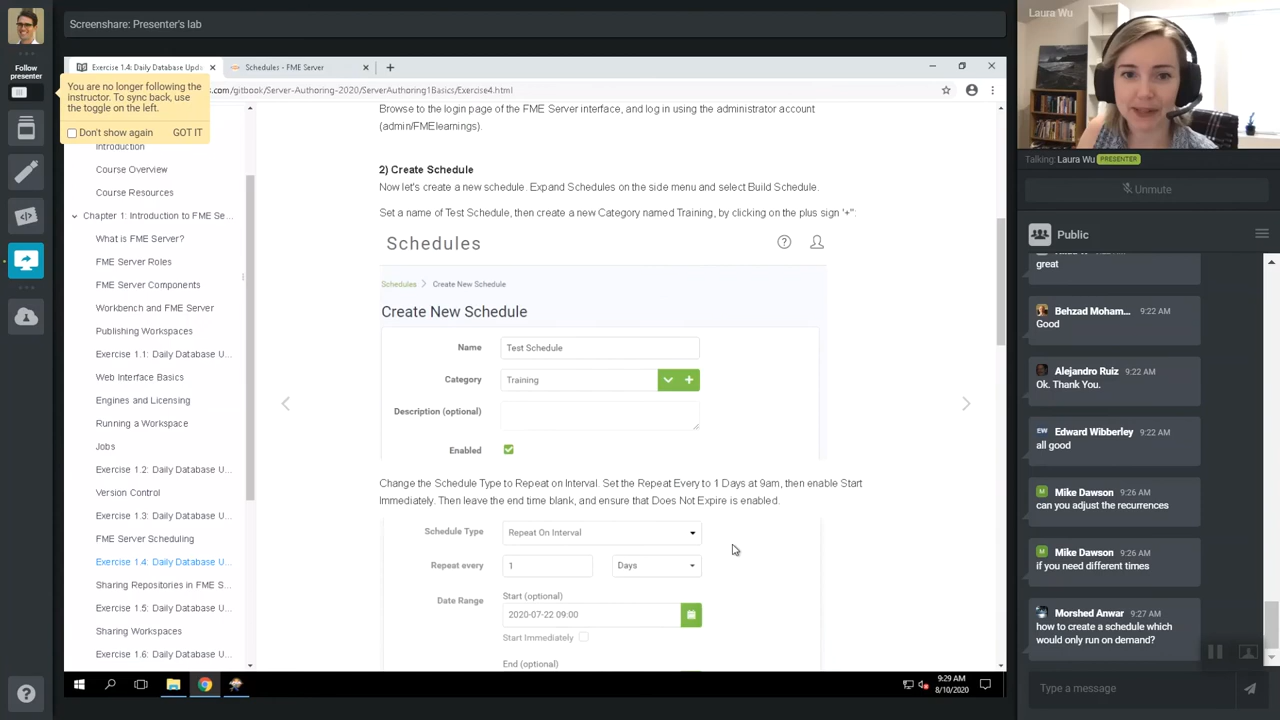 Screenshare: Presenter's lab
Laura Wu
Follow
presenter
You are no longer following the
instructor. To sync back, use
the toggle on the left.
Don't show again
GOT IT
Exercise 1.4: Daily Database Upd
Schedules - FME Server
s.com/gitbook/Server-Authoring-2020/ServerAuthoring1Basics/Exercise4.html
Introduction
Course Overview
Course Resources
Chapter 1: Introduction to FME Se...
What is FME Server?
FME Server Roles
FME Server Components
Workbench and FME Server
Publishing Workspaces
Exercise 1.1: Daily Database U...
Web Interface Basics
Engines and Licensing
Running a Workspace
Jobs
Exercise 1.2: Daily Database U...
Version Control
Exercise 1.3: Daily Database U...
FME Server Scheduling
Exercise 1.4: Daily Database U...
Sharing Repositories in FME S...
Exercise 1.5: Daily Database U...
Sharing Workspaces
Exercise 1.6: Daily Database U...
Browse to the login page of the FME Server interface, and log in using the administrator account
(admin/FMElearnings).
2) Create Schedule
Now let's create a new schedule. Expand Schedules on the side menu and select Build Schedule.
Set a name of Test Schedule, then create a new Category named Training, by clicking on the plus sign '+":
Schedules
Schedules
Create New Schedule
Create New Schedule
Name
Test Schedule
Category
Training
Description (optional)
Enabled
Change the Schedule Type to Repeat on Interval. Set the Repeat Every to 1 Days at 9am, then enable Start
Immediately. Then leave the end time blank, and ensure that Does Not Expire is enabled.
Schedule Type
Repeat On Interval
Repeat every
1
Days
Date Range
Start (optional)
2020-07-22 09:00
Start Immediately
End (optional)
9:29 AM
8/10/2020
Talking: Laura Wu PRESENTER
Unmute
Public
great
Behzad Moham... 9:22 AM
Good
Alejandro Ruiz 9:22 AM
Ok. Thank You.
EW
Edward Wibberley 9:22 AM
all good
M
Mike Dawson 9:26 AM
can you adjust the recurrences
M
Mike Dawson 9:26 AM
if you need different times
Morshed Anwar 9:27 AM
how to create a schedule which
would only run on demand?
Type a message